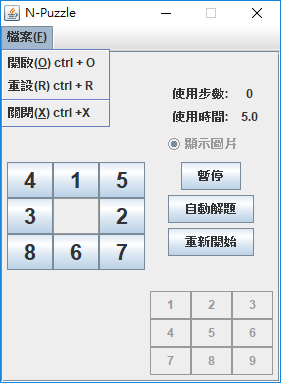 N-Puzzle
檔案(F)
開啟(O) ctrl + O
重設(R) ctrl + R
關閉(X) ctrl +X
使用步數: 0
使用時間: 5.0
顯示圖片
4 1 5
3 2
8 6 7
暫停
自動解題
重新開始
1 2 3
4 5 6
7 8 9